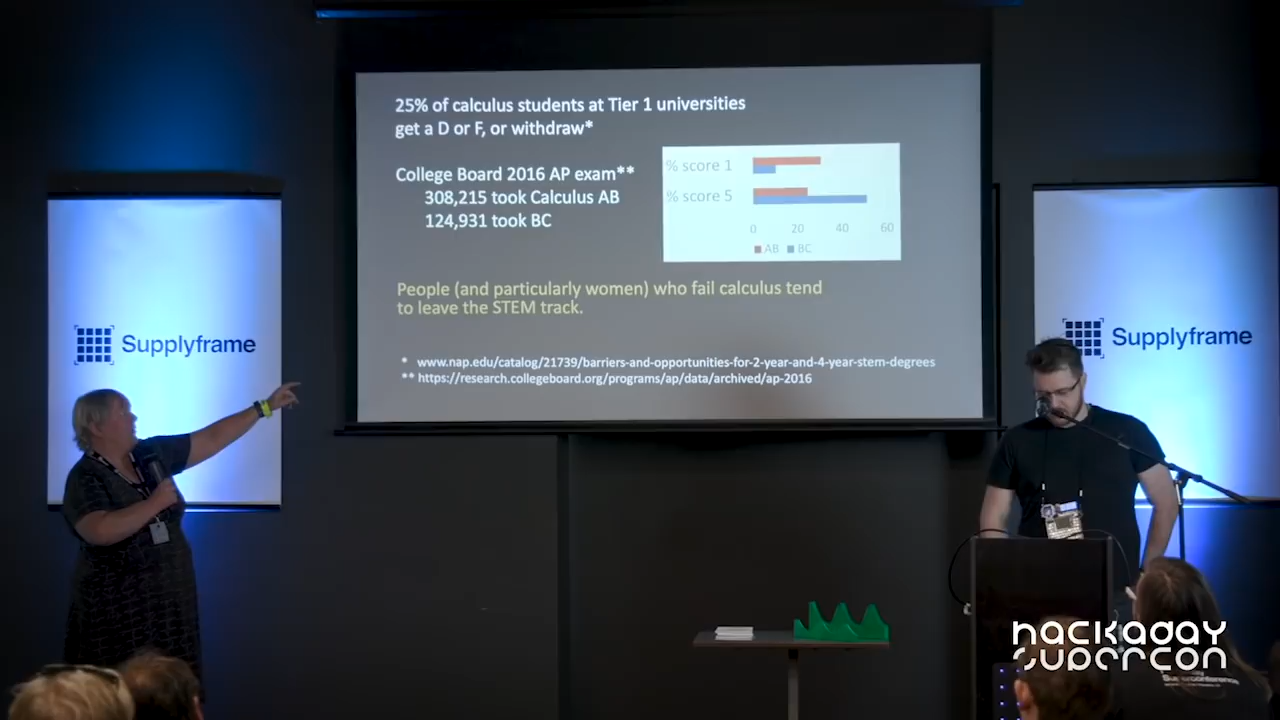 25% of calculus students at Tier 1 universities
get a D or F, or withdraw*
College Board 2016 AP exam**
308,215 took Calculus AB
124,931 took BC
% score 1
% score 5
0 20 40 60
AB BC
People (and particularly women) who fail calculus tend
to leave the STEM track.
* www.nap.edu/catalog/21739/barriers-and-opportunities-for-2-year-and-4-year-stem-degrees
** https://research.collegeboard.org/programs/ap/data/archived/ap-2016
Supplyframe
Supplyframe
hackaday
supercon